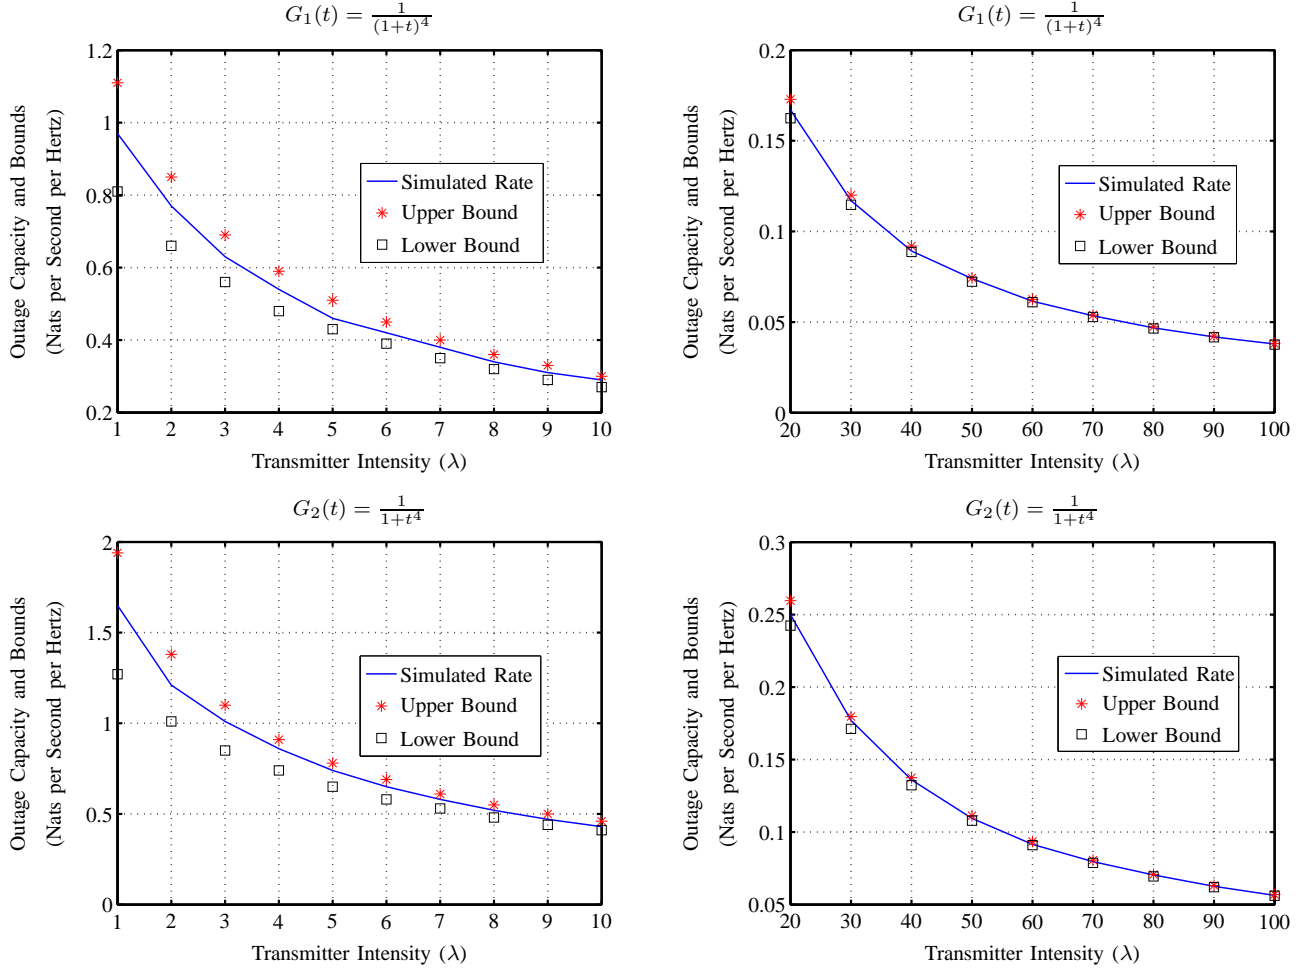 G₁(t) = 1/(1+t)⁴
Outage Capacity and Bounds
(Nats per Second per Hertz)
1.2
1
0.8
0.6
0.4
0.2
Simulated Rate
Upper Bound
Lower Bound
1 2 3 4 5 6 7 8 9 10
Transmitter Intensity (λ)
G₁(t) = 1/(1+t)⁴
Outage Capacity and Bounds
(Nats per Second per Hertz)
0.2
0.15
0.1
0.05
0
Simulated Rate
Upper Bound
Lower Bound
20 30 40 50 60 70 80 90 100
Transmitter Intensity (λ)
G₂(t) = 1/1+t⁴
Outage Capacity and Bounds
(Nats per Second per Hertz)
2
1.5
1
0.5
0
Simulated Rate
Upper Bound
Lower Bound
1 2 3 4 5 6 7 8 9 10
Transmitter Intensity (λ)
G₂(t) = 1/1+t⁴
Outage Capacity and Bounds
(Nats per Second per Hertz)
0.3
0.25
0.2
0.15
0.1
0.05
Simulated Rate
Upper Bound
Lower Bound
20 30 40 50 60 70 80 90 100
Transmitter Intensity (λ)